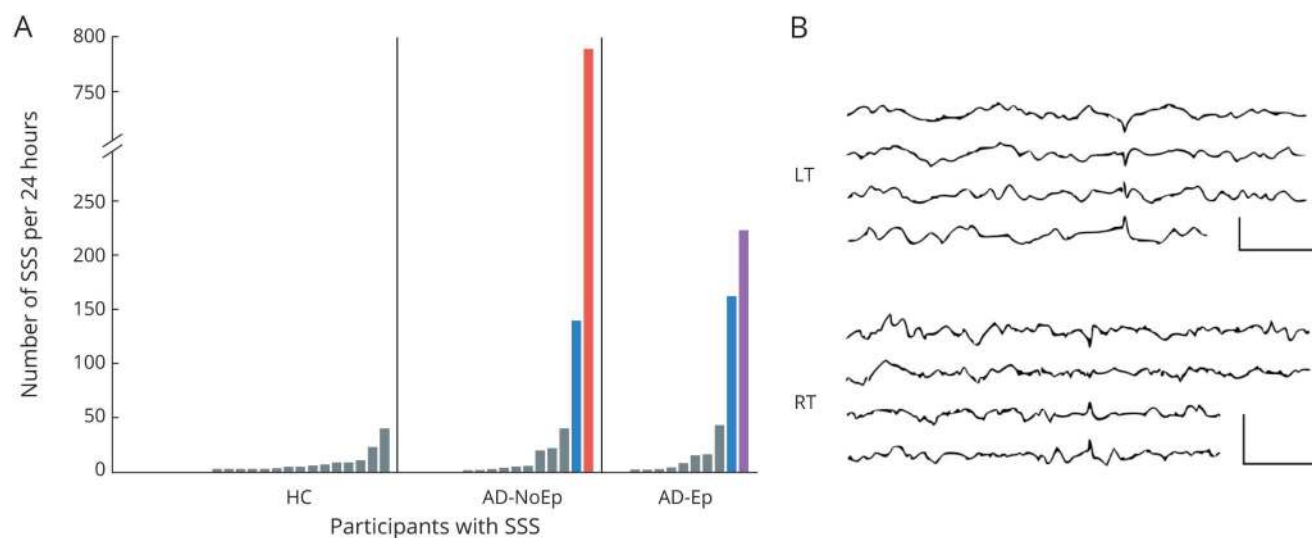 A
Number of SSS per 24 hours
800
750
250
200
150
100
50
0
HC AD-NoEp AD-Ep
Participants with SSS
B
LT
RT